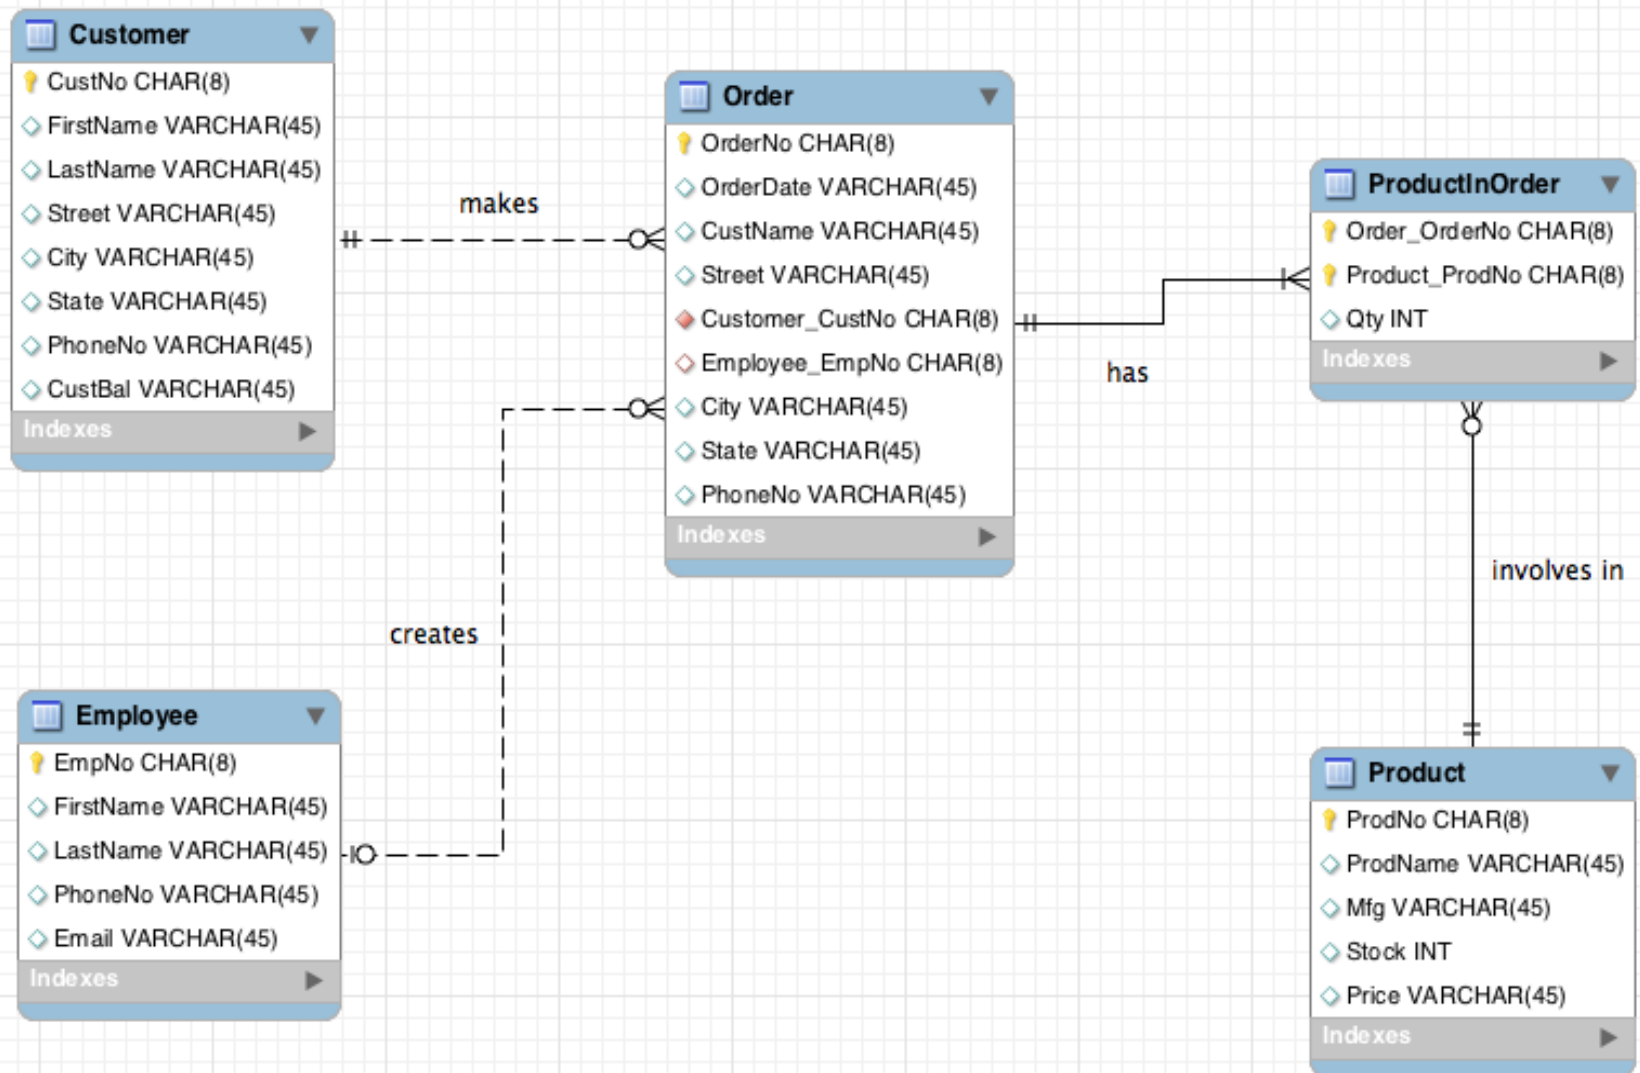 Customer
CustNo CHAR(8)
FirstName VARCHAR(45)
LastName VARCHAR(45)
Street VARCHAR(45)
City VARCHAR(45)
State VARCHAR(45)
PhoneNo VARCHAR(45)
CustBal VARCHAR(45)
Indexes
makes
Order
OrderNo CHAR(8)
OrderDate VARCHAR(45)
CustName VARCHAR(45)
Street VARCHAR(45)
Customer_CustNo CHAR(8)
Employee_EmpNo CHAR(8)
City VARCHAR(45)
State VARCHAR(45)
PhoneNo VARCHAR(45)
Indexes
has
ProductInOrder
Order_OrderNo CHAR(8)
Product_ProdNo CHAR(8)
Qty INT
Indexes
involves in
creates
Employee
EmpNo CHAR(8)
FirstName VARCHAR(45)
LastName VARCHAR(45)
PhoneNo VARCHAR(45)
Email VARCHAR(45)
Indexes
Product
ProdNo CHAR(8)
ProdName VARCHAR(45)
Mfg VARCHAR(45)
Stock INT
Price VARCHAR(45)
Indexes